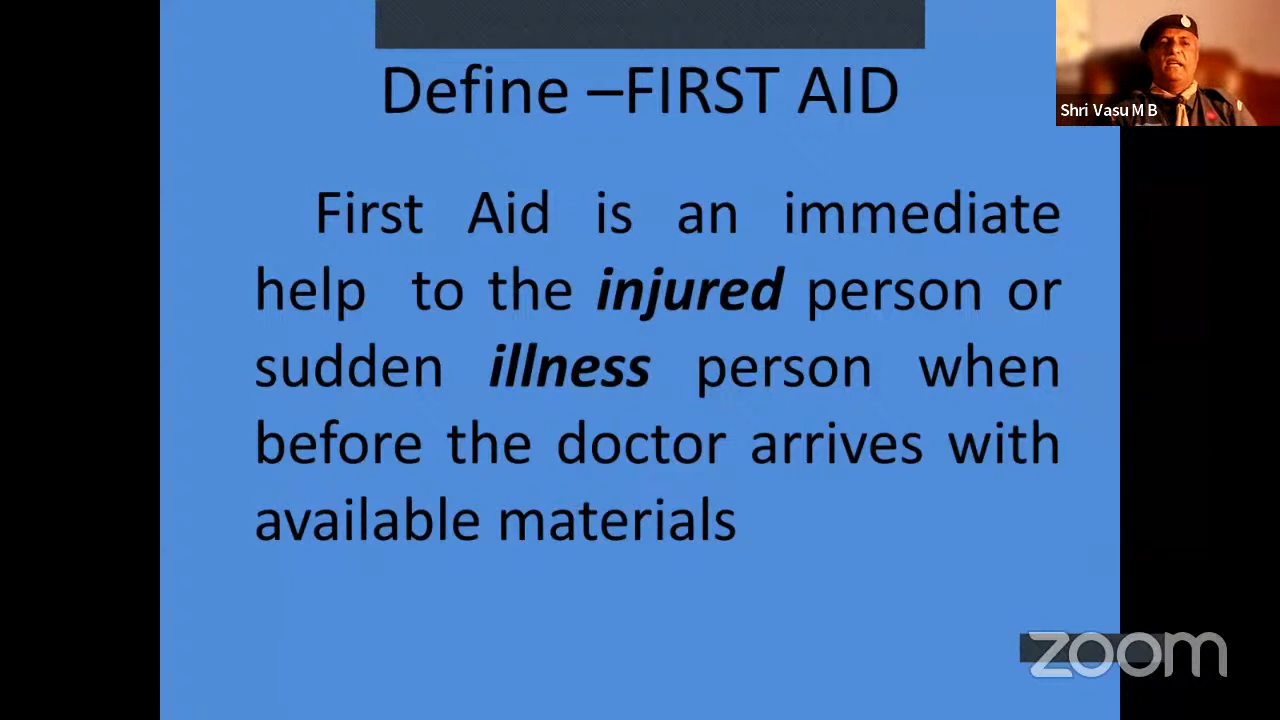 Define –FIRST AID
Shri Vasu M B
First Aid is an immediate
help to the injured person or
sudden illness person when
before the doctor arrives with
available materials
zoom